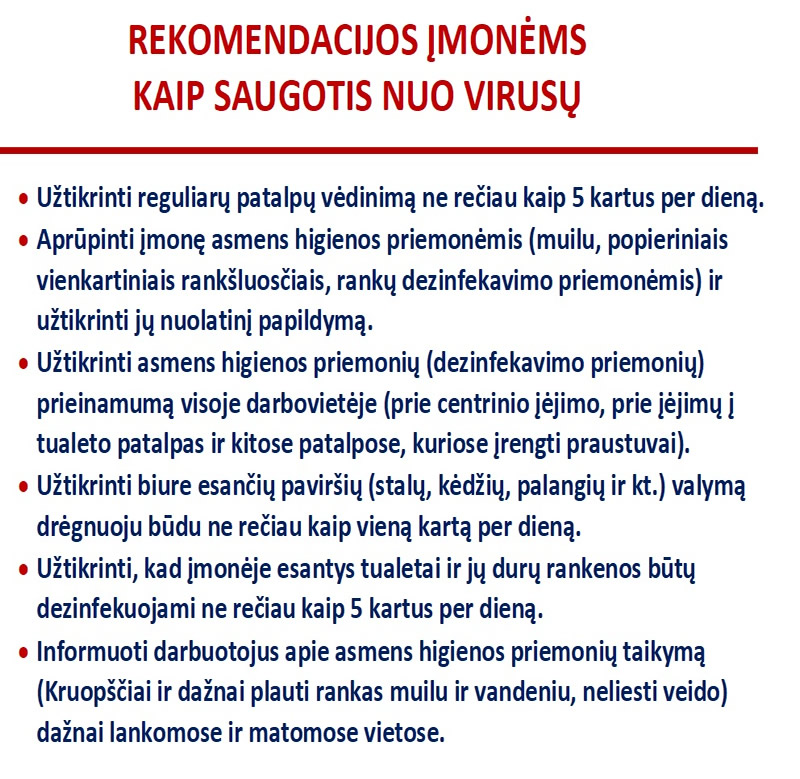 REKOMENDACIJOS ĮMONĖMS
KAIP SAUGOTIS NUO VIRUSŲ
• Užtikrinti reguliarų patalpų vėdinimą ne rečiau kaip 5 kartus per dieną.
• Aprūpinti įmonę asmens higienos priemonėmis (muilu, popieriniais
vienkartiniais rankšluosčiais, rankų dezinfekavimo priemonėmis) ir
užtikrinti jų nuolatinį papildymą.
• Užtikrinti asmens higienos priemonių (dezinfekavimo priemonių)
prieinamumą visoje darbovietėje (prie centrinio įėjimo, prie įėjimų į
tualeto patalpas ir kitose patalpose, kuriose įrengti praustuvai).
• Užtikrinti biure esančių paviršių (stalų, kėdžių, palangių ir kt.) valymą
drėgnuoju būdu ne rečiau kaip vieną kartą per dieną.
• Užtikrinti, kad įmonėje esantys tualetai ir jų durų rankenos būtų
dezinfekuojami ne rečiau kaip 5 kartus per dieną.
• Informuoti darbuotojus apie asmens higienos priemonių taikymą
(Kruopščiai ir dažnai plauti rankas muilu ir vandeniu, neliesti veido)
dažnai lankomose ir matomose vietose.